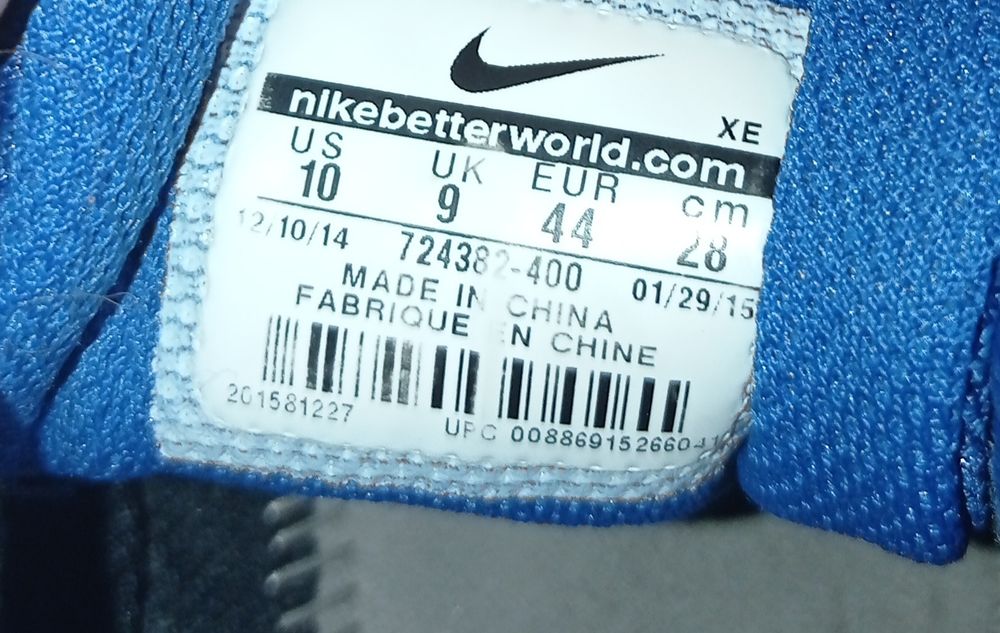 XE
nikebetterworld.com
US UK EUR cm
10 9 44 28
12/10/14 724382-400 01/29/15
MADE IN CHINA
FABRIQUE EN CHINE
201581227
UPC